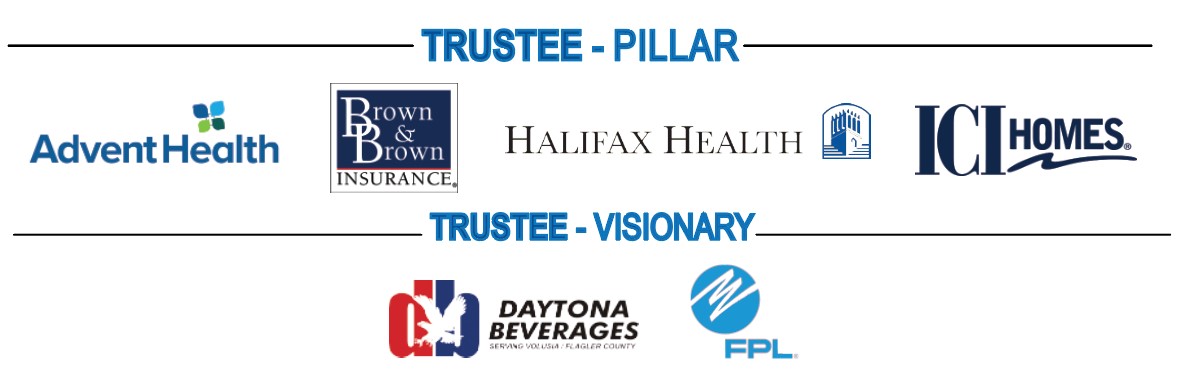 TRUSTEE - PILLAR
AdventHealth
Brown
&
Brown
INSURANCE®
HALIFAX HEALTH
ICI HOMES®
TRUSTEE - VISIONARY
db
DAYTONA
BEVERAGES
SERVING VOLUSIA / FLAGLER COUNTY
FPL®